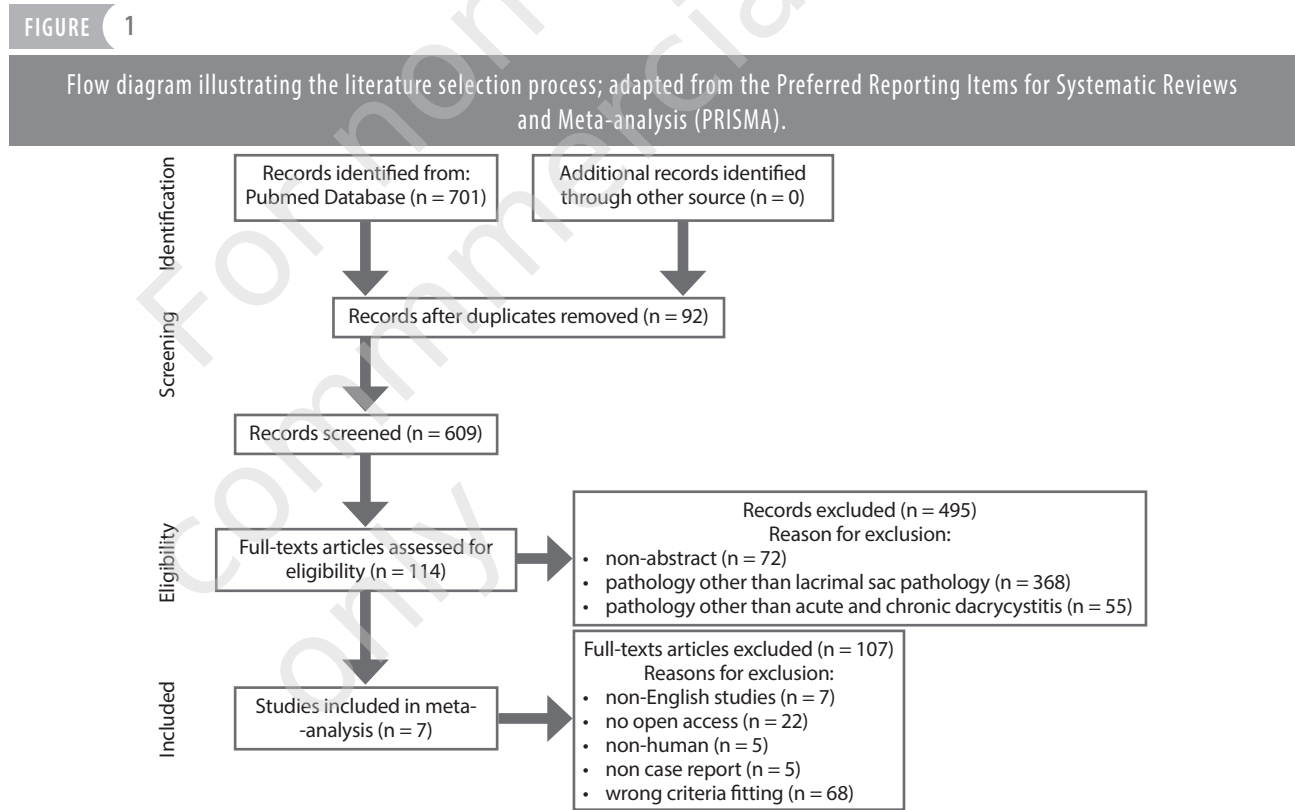 FIGURE 1
Flow diagram illustrating the literature selection process; adapted from the Preferred Reporting Items for Systematic Reviews
and Meta-analysis (PRISMA).
Identification
Records identified from:
Pubmed Database (n = 701)
Additional records identified
through other source (n = 0)
Screening
Records after duplicates removed (n = 92)
Records screened (n = 609)
Eligibility
Full-texts articles assessed for
eligibility (n = 114)
Records excluded (n = 495)
Reason for exclusion:
• non-abstract (n = 72)
• pathology other than lacrimal sac pathology (n = 368)
• pathology other than acute and chronic dacrycystitis (n = 55)
Included
Studies included in meta-
-analysis (n = 7)
Full-texts articles excluded (n = 107)
Reasons for exclusion:
• non-English studies (n = 7)
• no open access (n = 22)
• non-human (n = 5)
• non case report (n = 5)
• wrong criteria fitting (n = 68)
For non
commercia
only